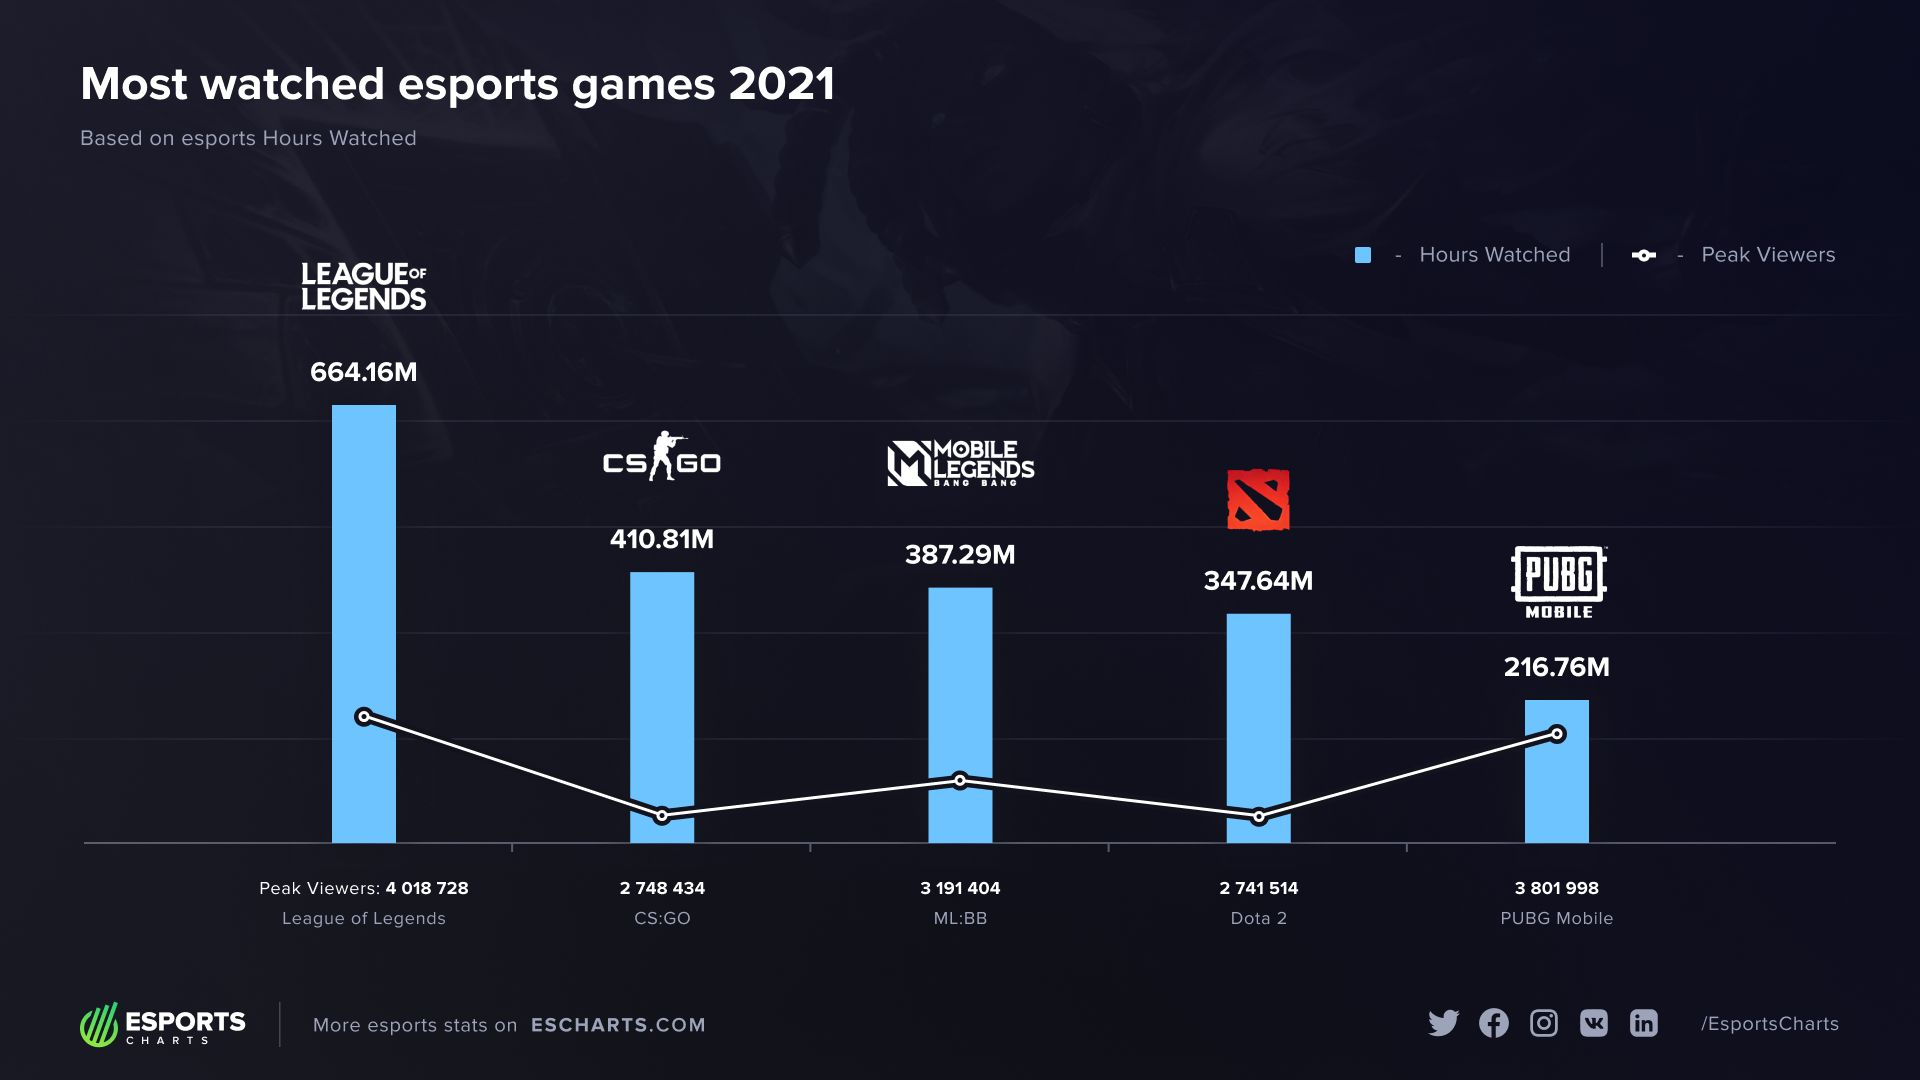 Most watched esports games 2021
Based on esports Hours Watched
- Hours Watched
- Peak Viewers
LEAGUE OF
LEGENDS
664.16M
CS GO
410.81M
MOBILE
LEGENDS
BANG BANG
387.29M
347.64M
PUBG
MOBILE
216.76M
Peak Viewers: 4 018 728
League of Legends
2 748 434
CS:GO
3 191 404
ML:BB
2 741 514
Dota 2
3 801 998
PUBG Mobile
ESPORTS
CHARTS
More esports stats on ESCHARTS.COM
/EsportsCharts